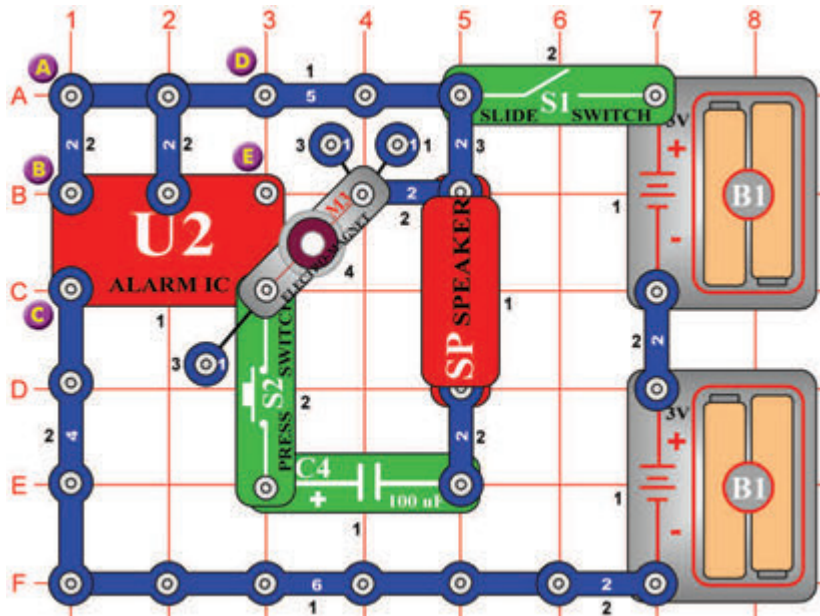 1 2 3 4 5 6 7 8
A D 1 2
A 5 S1
SLIDE SWITCH 3V
2 2 2 2 3 1 1 1 2 3 +
B E
B M3 2 B1
U2 ELECTROMAGNET 2 1
4 -
ALARM IC SP SPEAKER
C 1 1
C
3 1 S2 PRESS SWITCH 2 2
D 2
2 4 2 2 3V
+
E C4 B1
+ 100 uF 1
1 -
F 6 2
1 2